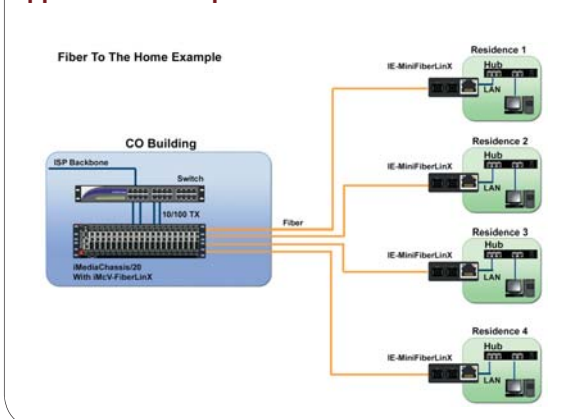 Fiber To The Home Example
CO Building
ISP Backbone
Switch
10/100 TX
iMediaChassis/20
With iMcV-FiberLinX
Fiber
Residence 1
IE-MiniFiberLinX
Hub
LAN
Residence 2
IE-MiniFiberLinX
Hub
LAN
Residence 3
IE-MiniFiberLinX
Hub
LAN
Residence 4
IE-MiniFiberLinX
Hub
LAN